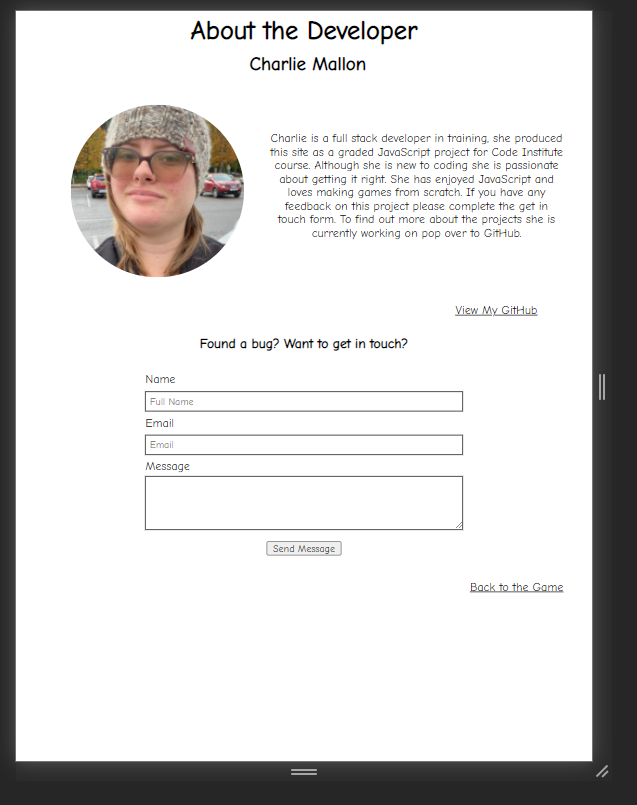 About the Developer
Charlie Mallon
Charlie is a full stack developer in training, she produced
this site as a graded JavaScript project for Code Institute
course. Although she is new to coding she is passionate
about getting it right. She has enjoyed JavaScript and
loves making games from scratch. If you have any
feedback on this project please complete the get in
touch form. To find out more about the projects she is
currently working on pop over to GitHub.
View My GitHub
Found a bug? Want to get in touch?
Name
Full Name
Email
Email
Message
Send Message
Back to the Game